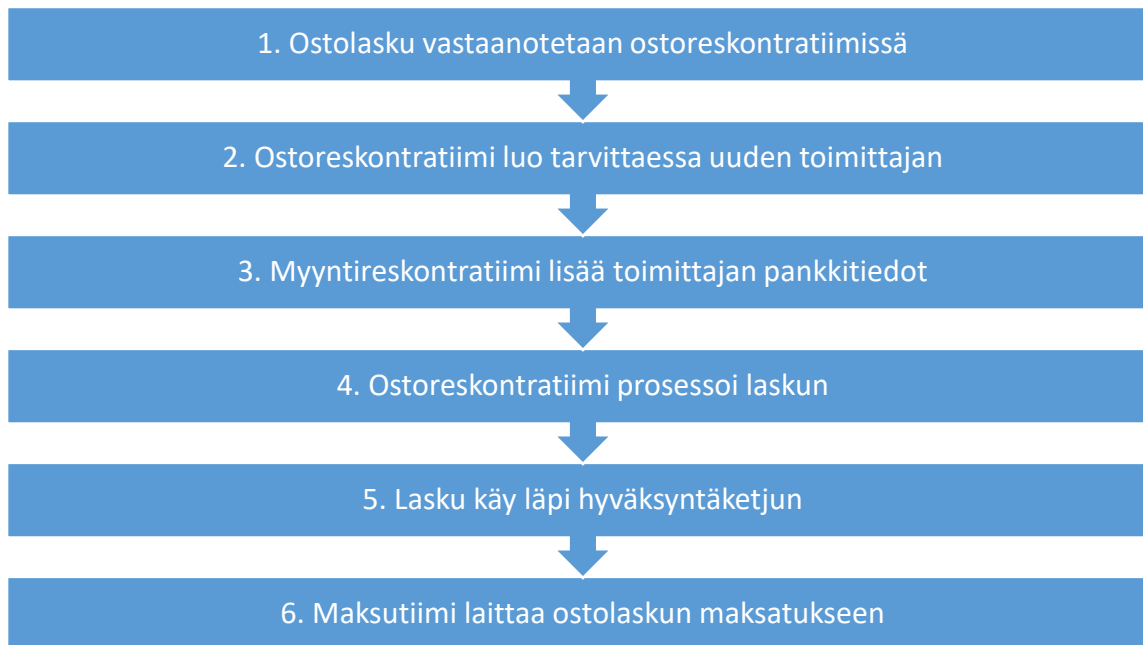 1. Ostolasku vastaanotetaan ostoreskontratiimissä
2. Ostoreskontratiimi luo tarvittaessa uuden toimittajan
3. Myyntireskontratiimi lisää toimittajan pankkitiedot
4. Ostoreskontratiimi prosessoi laskun
5. Lasku käy läpi hyväksyntäketjun
6. Maksutiimi laittaa ostolaskun maksatukseen